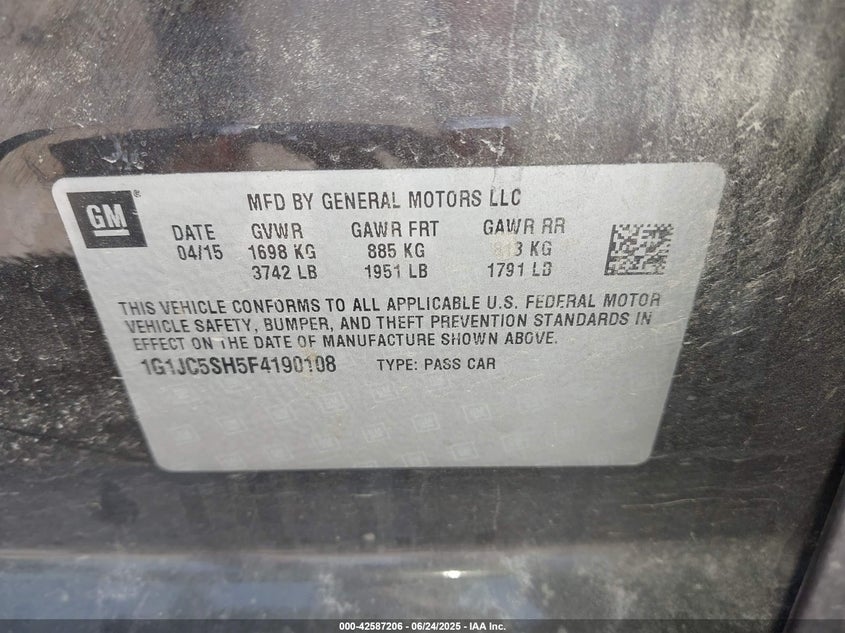 GM
MFD BY GENERAL MOTORS LLC
DATE GVWR GAWR FRT GAWR RR
04/15 1698 KG 885 KG 813 KG
3742 LB 1951 LB 1791 LB
THIS VEHICLE CONFORMS TO ALL APPLICABLE U.S. FEDERAL MOTOR
VEHICLE SAFETY, BUMPER, AND THEFT PREVENTION STANDARDS IN
EFFECT ON THE DATE OF MANUFACTURE SHOWN ABOVE.
1G1JC5SH5F4190108 TYPE: PASS CAR
000-42587206 - 06/24/2025 - IAA Inc.